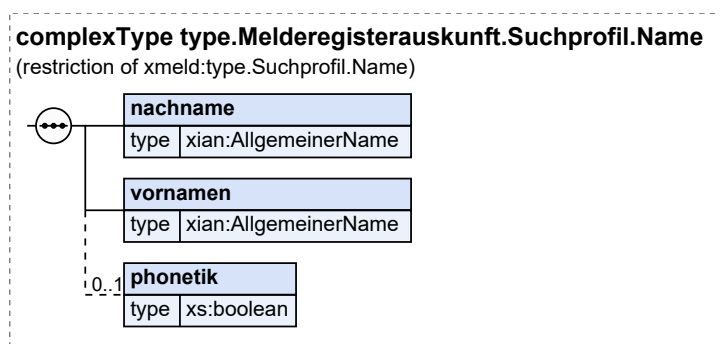 complexType type.Melderegisterauskunft.Suchprofil.Name
(restriction of xmeld:type.Suchprofil.Name)
nachname
type xian:AllgemeinerName
vornamen
type xian:AllgemeinerName
0..1 phonetik
type xs:boolean